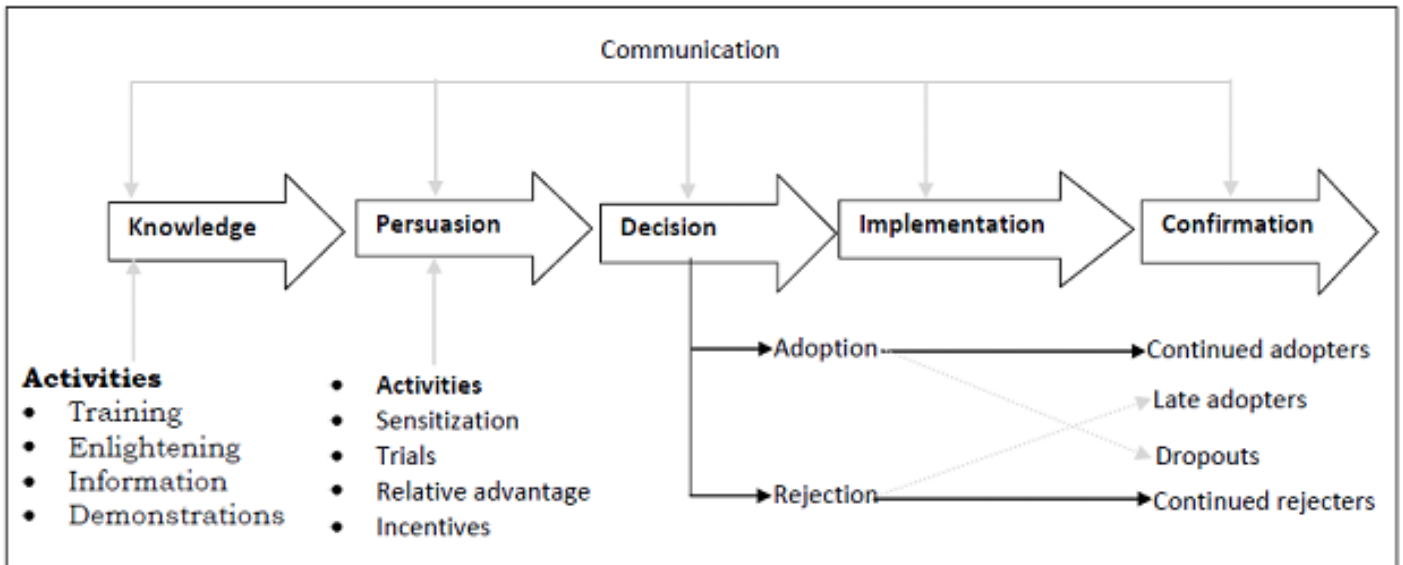 Communication
Knowledge
Persuasion
Decision
Implementation
Confirmation
Activities
• Training
• Enlightening
• Information
• Demonstrations
• Activities
• Sensitization
• Trials
• Relative advantage
• Incentives
Adoption
Rejection
Continued adopters
Late adopters
Dropouts
Continued rejecters